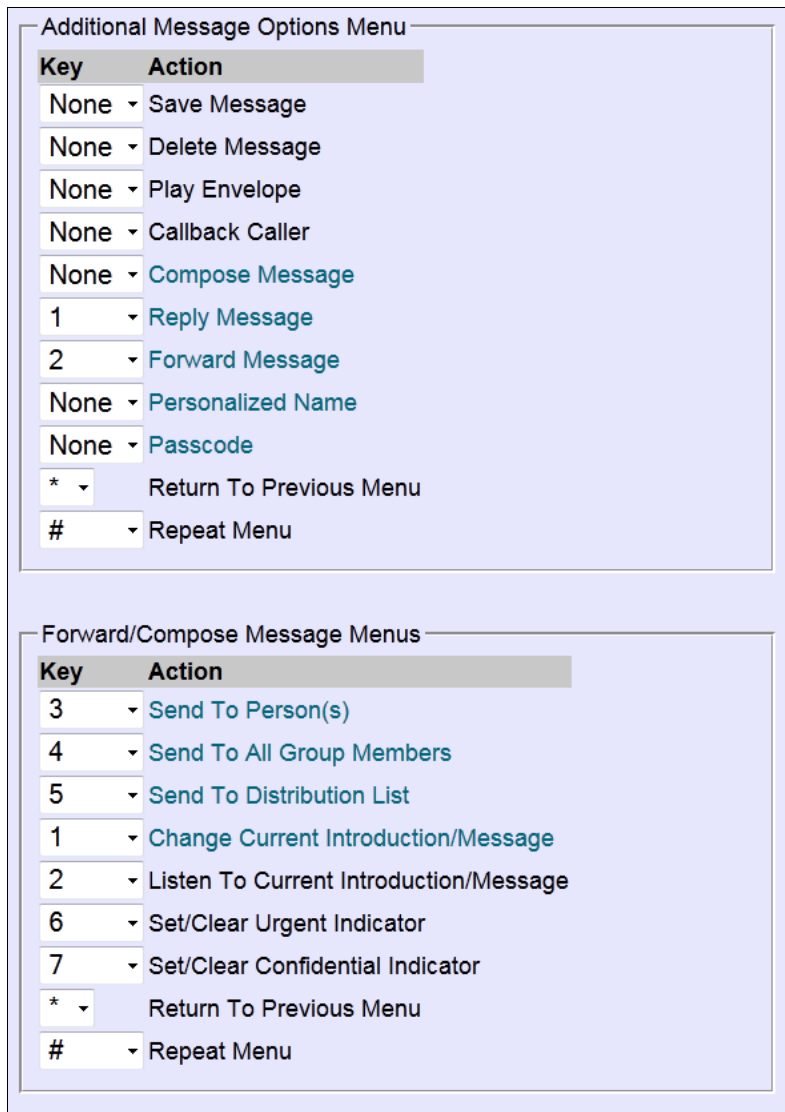 Additional Message Options Menu
Key Action
None Save Message
None Delete Message
None Play Envelope
None Callback Caller
None Compose Message
1 Reply Message
2 Forward Message
None Personalized Name
None Passcode
* Return To Previous Menu
# Repeat Menu
Forward/Compose Message Menus
Key Action
3 Send To Person(s)
4 Send To All Group Members
5 Send To Distribution List
1 Change Current Introduction/Message
2 Listen To Current Introduction/Message
6 Set/Clear Urgent Indicator
7 Set/Clear Confidential Indicator
* Return To Previous Menu
# Repeat Menu